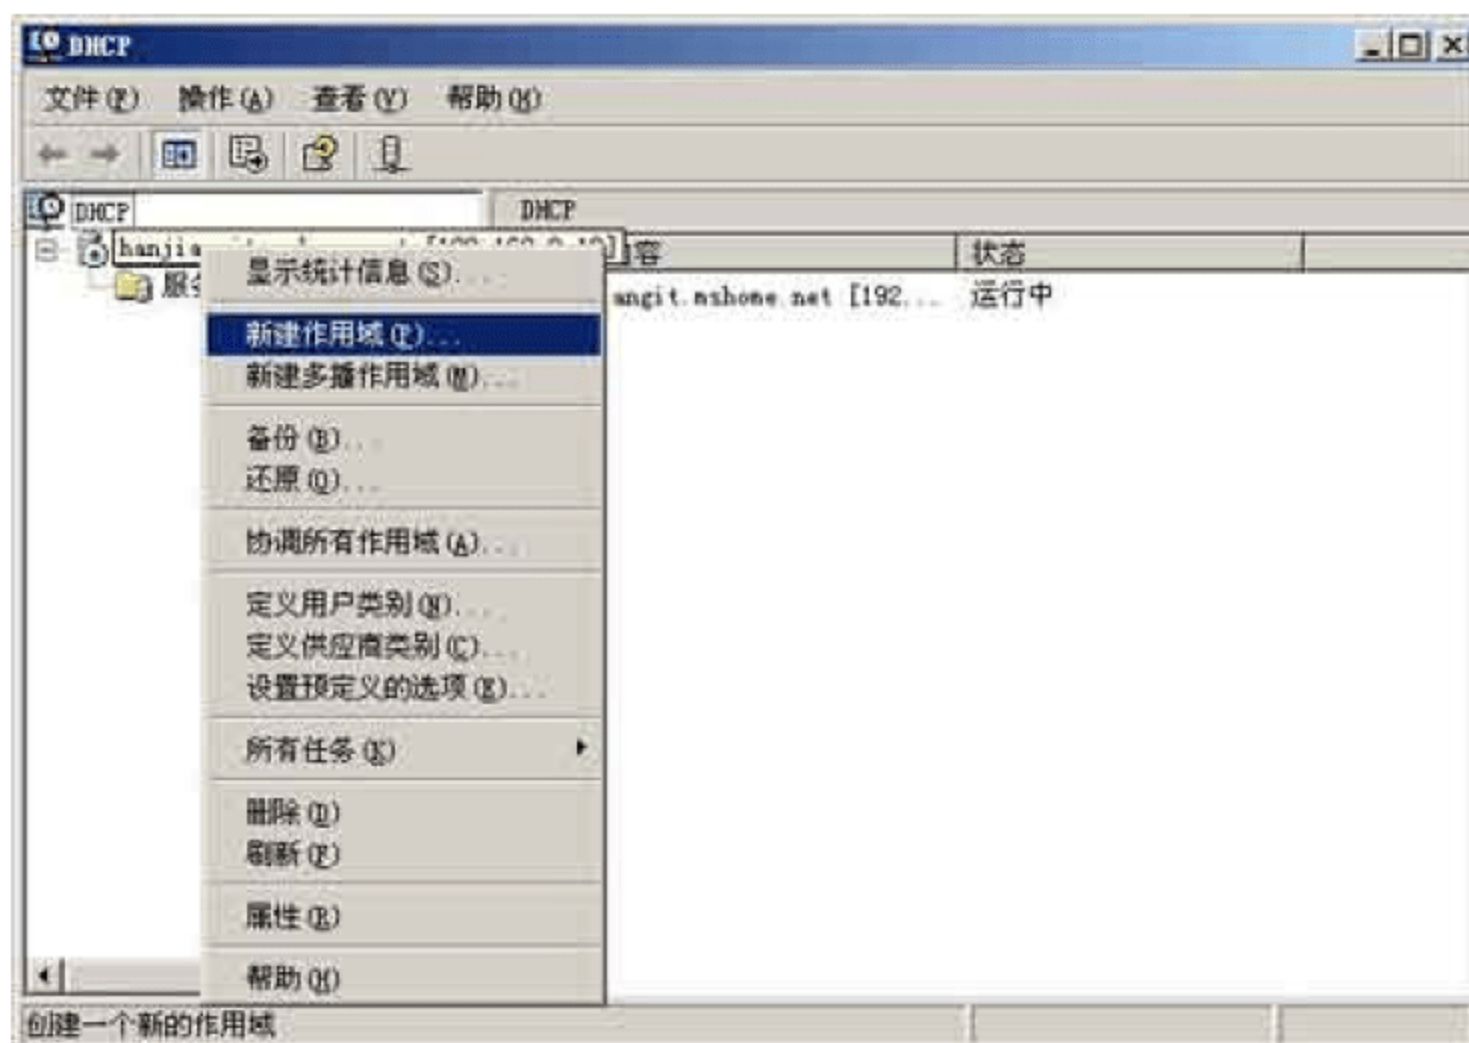 DHCP
文件(F) 操作(A) 查看(V) 帮助(H)
DHCP
DHCP
容 状态
angit.mshome.net [192... 运行中
显示统计信息(S)...
新建作用域(P)...
新建多播作用域(M)...
备份(B)...
还原(O)...
协调所有作用域(A)...
定义用户类别(N)...
定义供应商类别(C)...
设置预定义的选项(E)...
所有任务(K)
删除(D)
刷新(F)
属性(R)
帮助(H)
创建一个新的作用域